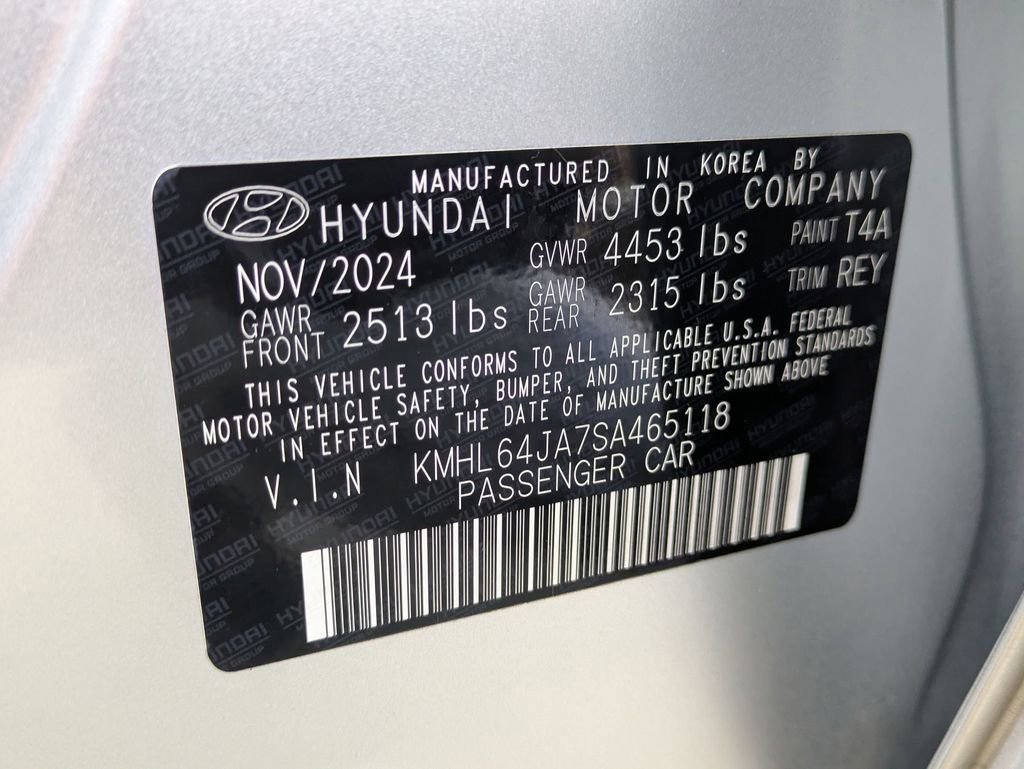 MANUFACTURED IN KOREA BY
HYUNDAI MOTOR COMPANY
NOV/2024 GVWR 4453 lbs PAINT T4A
GAWR FRONT 2513 lbs GAWR REAR 2315 lbs TRIM REY
THIS VEHICLE CONFORMS TO ALL APPLICABLE U.S.A. FEDERAL
MOTOR VEHICLE SAFETY, BUMPER, AND THEFT PREVENTION STANDARDS
IN EFFECT ON THE DATE OF MANUFACTURE SHOWN ABOVE
V.I.N KMHL64JA7SA465118
PASSENGER CAR